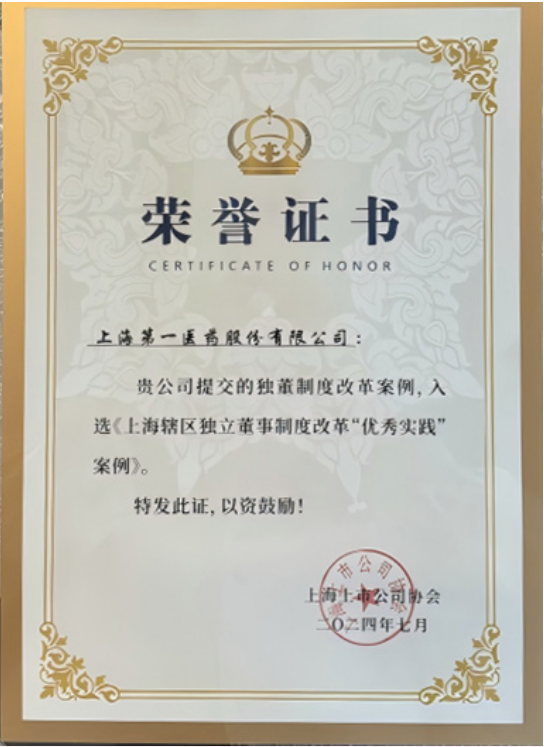 荣誉证书
CERTIFICATE OF HONOR
上海第一医药股份有限公司：
贵公司提交的独董制度改革案例，入
选《上海辖区独立董事制度改革“优秀实践”
案例》。
特发此证，以资鼓励！
上海上市公司协会
二〇二四年七月